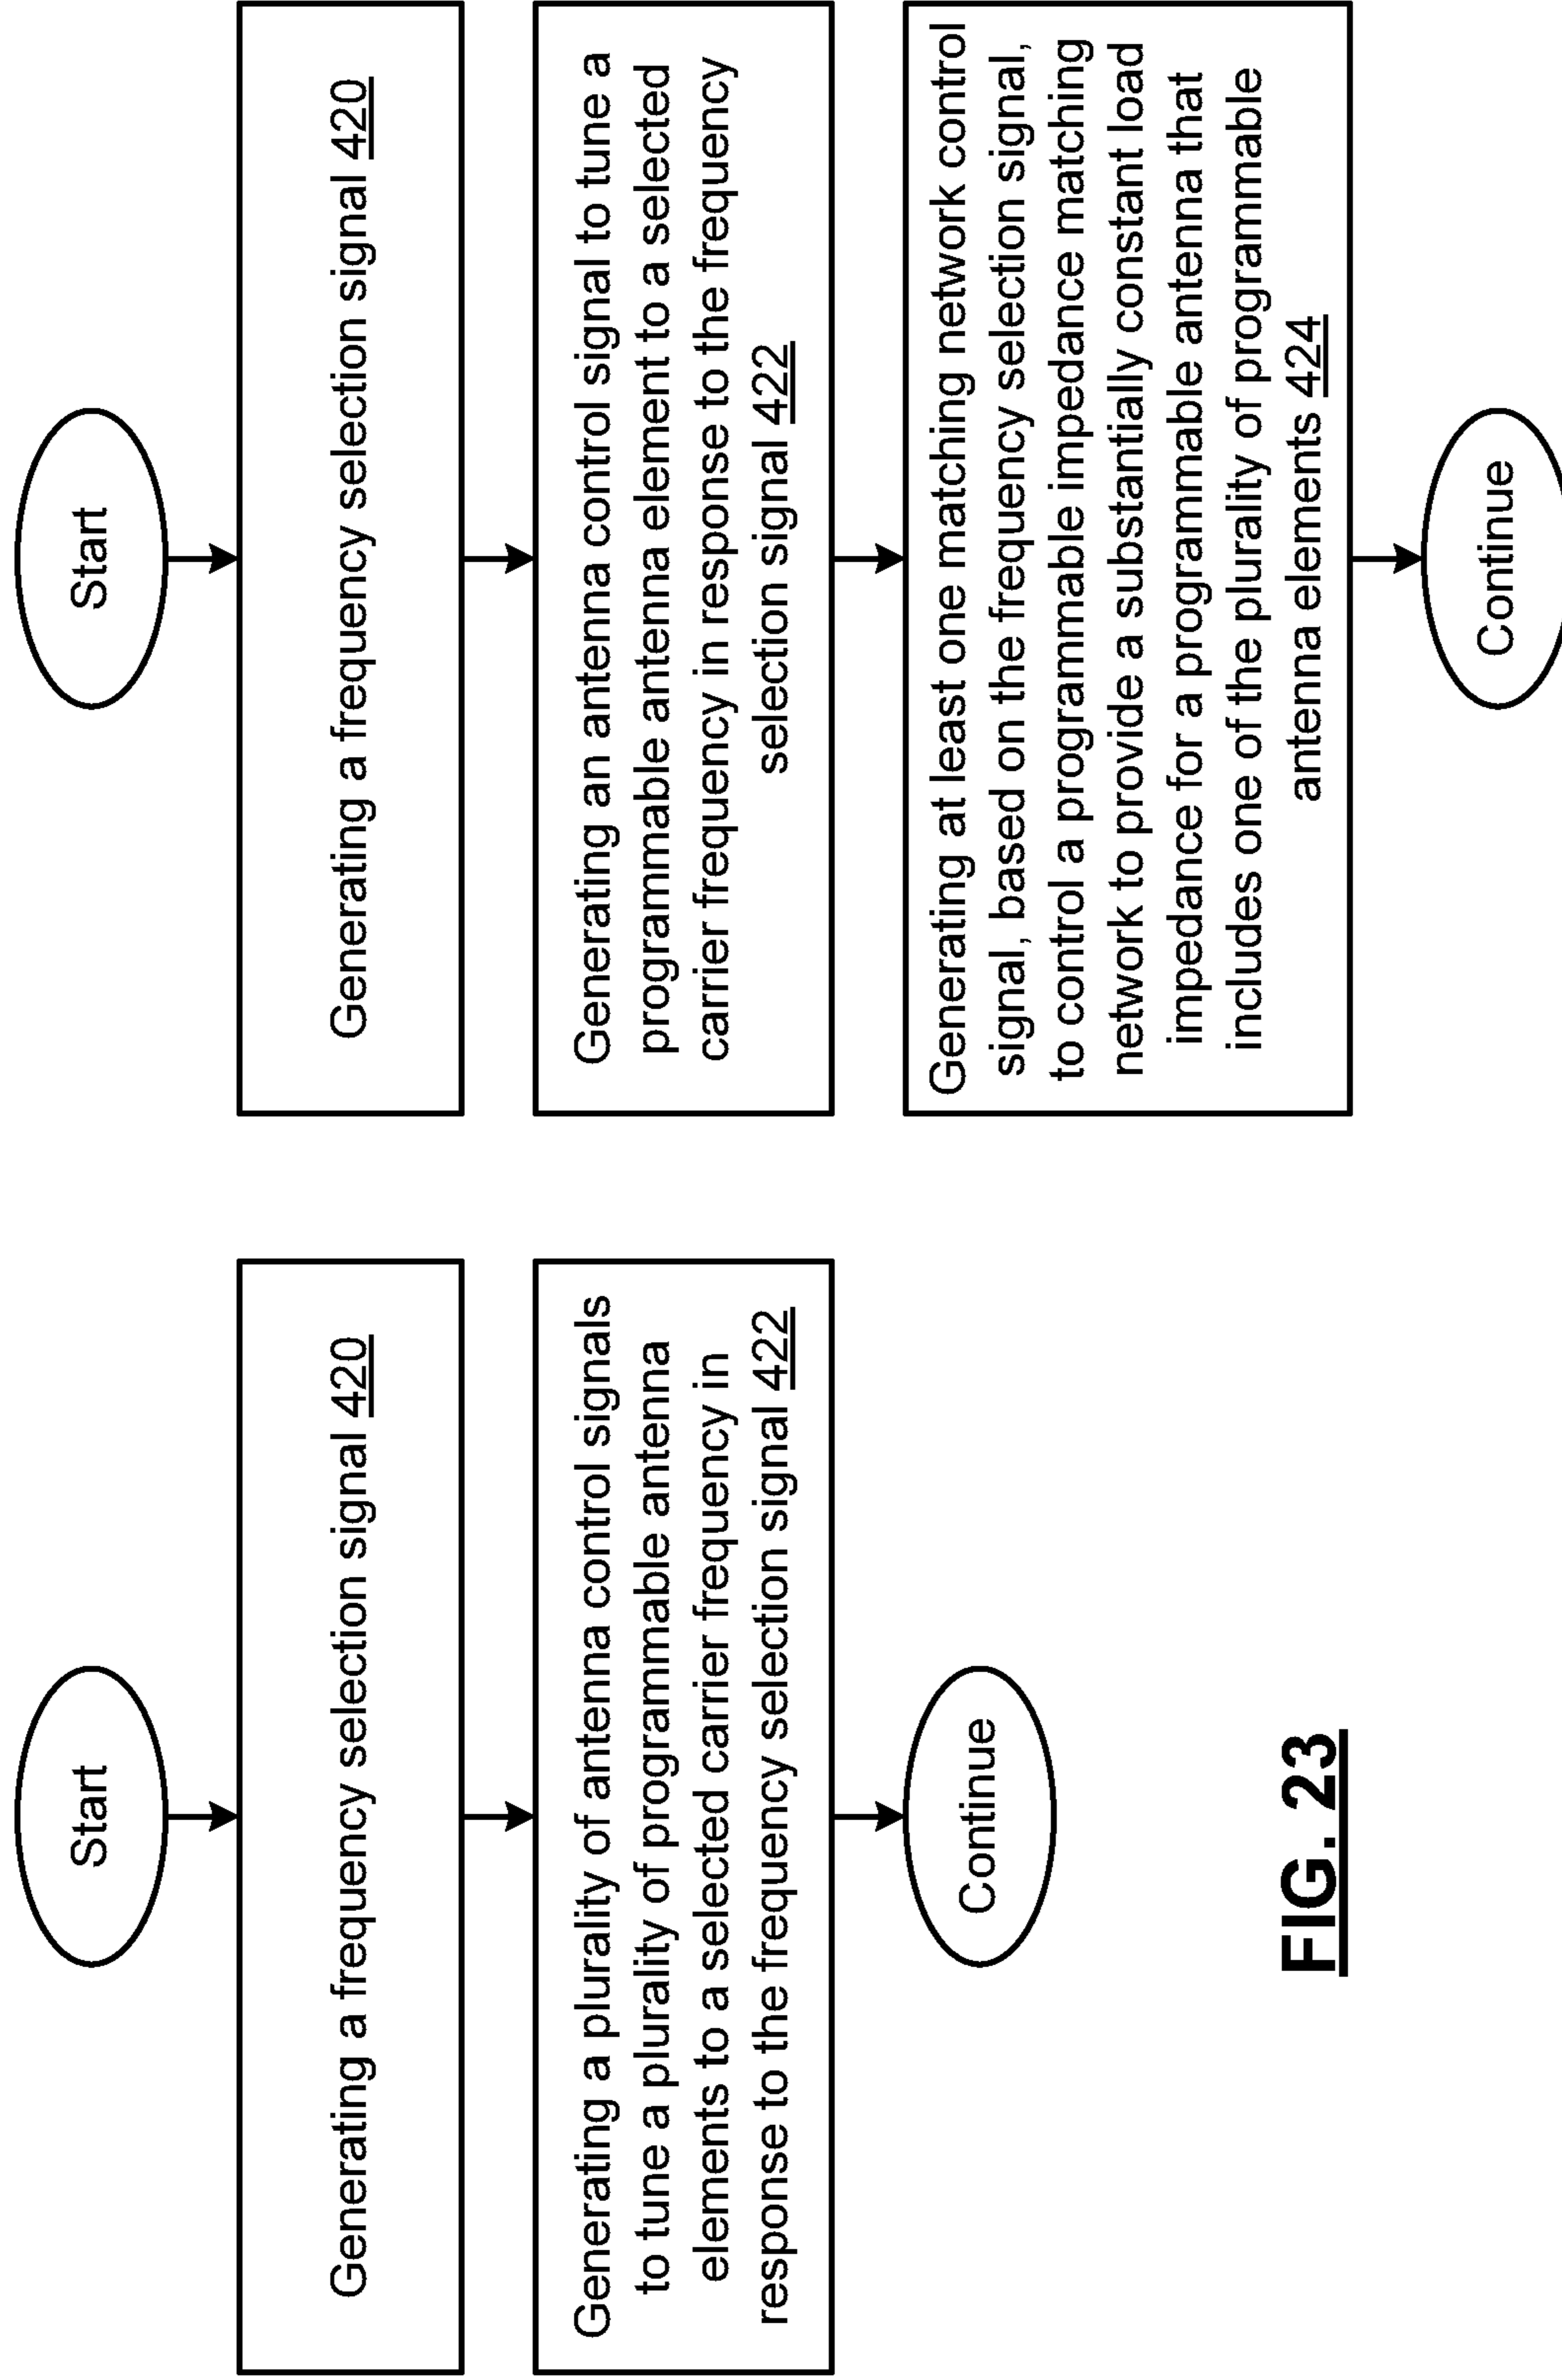 Start
Generating a frequency selection signal 420
Generating a plurality of antenna control signals
to tune a plurality of programmable antenna
elements to a selected carrier frequency in
response to the frequency selection signal 422
Continue
FIG. 23
Start
Generating a frequency selection signal 420
Generating an antenna control signal to tune a
programmable antenna element to a selected
carrier frequency in response to the frequency
selection signal 422
Generating at least one matching network control
signal, based on the frequency selection signal,
to control a programmable impedance matching
network to provide a substantially constant load
impedance for a programmable antenna that
includes one of the plurality of programmable
antenna elements 424
Continue